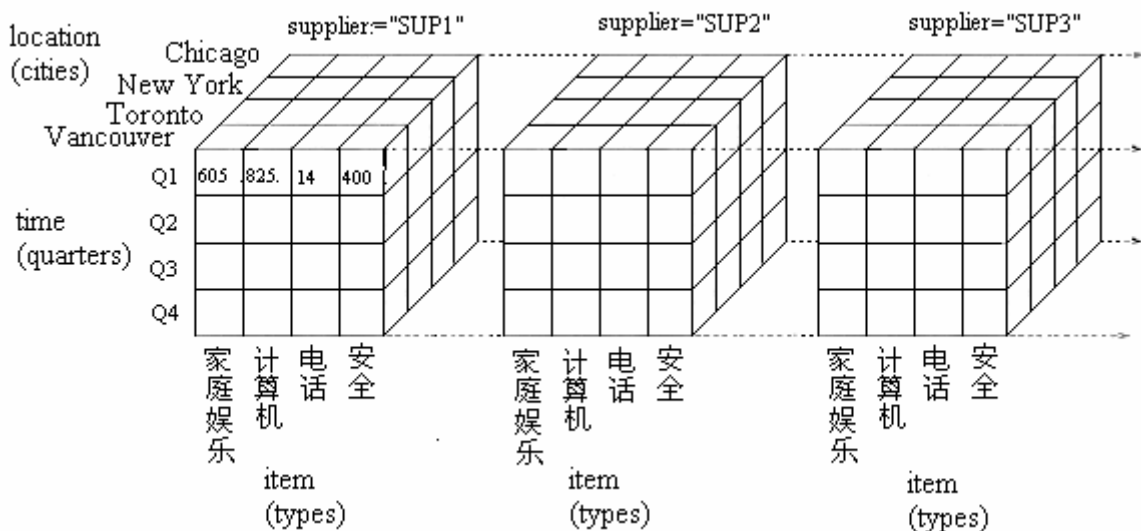 supplier:="SUP1"
supplier="SUP2"
supplier="SUP3"
location
(cities)
Chicago
New York
Toronto
Vancouver
Q1
605
.825.
14
400
Q2
time
(quarters)
Q3
Q4
家庭娱乐
计算机
电话
安全
家庭娱乐
计算机
电话
安全
家庭娱乐
计算机
电话
安全
item
(types)
item
(types)
item
(types)